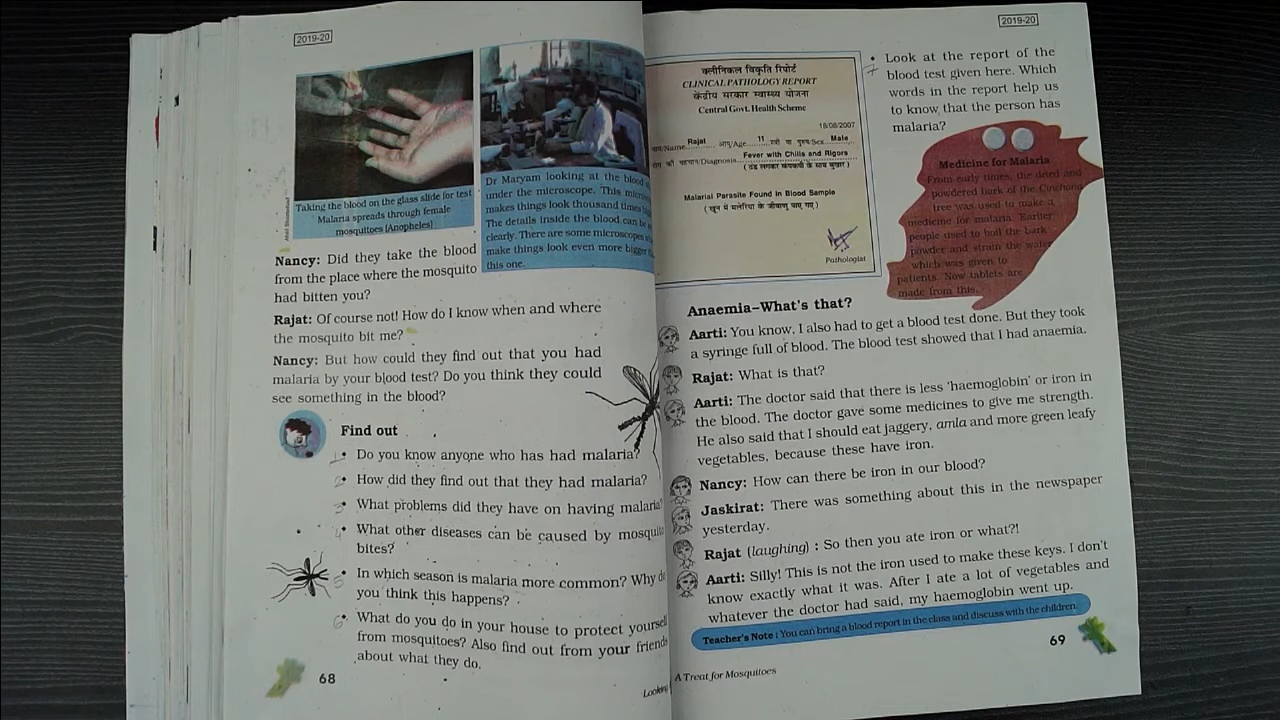 2019-20
Taking the blood on the glass slide for test
Malaria spreads through female
mosquitoes (Anopheles)
Dr Maryam looking at the blood
under the microscope. This
makes things look thousand times
The details inside the blood can be
clearly. There are some microscopes
make things look even more bigger
this one.
Nancy: Did they take the blood
from the place where the mosquito
had bitten you?
Rajat: Of course not! How do I know when and where
the mosquito bit me?
Nancy: But how could they find out that you had
malaria by your blood test? Do you think they could
see something in the blood?
Find out
• Do you know anyone who has had malaria?
• How did they find out that they had malaria?
• What problems did they have on having malaria?
• What other diseases can be caused by mosquito
bites?
• In which season is malaria more common? Why do
you think this happens?
• What do you do in your house to protect yourself
from mosquitoes? Also find out from your friends
about what they do.
68
Looking
2019-20
क्लीनिकल विकृति रिपोर्ट
CLINICAL PATHOLOGY REPORT
केंद्रीय सरकार स्वास्थ्य योजना
Central Govt. Health Scheme
18/08/2007
नाम/Name Rajat आयु/Age 11 स्त्री या पुरुष/Sex Male
रोग की पहचान/Diagnosis Fever with Chills and Rigors
( ठंड लगकर कंपकंपी के साथ बुखार )
Malarial Parasite Found in Blood Sample
( खून में मलेरिया के जीवाणु पाए गए )
Pathologist
• Look at the report of the
blood test given here. Which
words in the report help us
to know that the person has
malaria?
Medicine for Malaria
From early times, the dried and
powdered bark of the Cinchona
tree was used to make a
medicine for malaria. Earlier
people used to boil the bark
powder and strain the water
which was given to
patients. Now tablets are
made from this.
Anaemia–What's that?
Aarti: You know, I also had to get a blood test done. But they took
a syringe full of blood. The blood test showed that I had anaemia.
Rajat: What is that?
Aarti: The doctor said that there is less 'haemoglobin' or iron in
the blood. The doctor gave some medicines to give me strength.
He also said that I should eat jaggery, amla and more green leafy
vegetables, because these have iron.
Nancy: How can there be iron in our blood?
Jaskirat: There was something about this in the newspaper
yesterday.
Rajat (laughing) : So then you ate iron or what?!
Aarti: Silly! This is not the iron used to make these keys. I don't
know exactly what it was. After I ate a lot of vegetables and
whatever the doctor had said, my haemoglobin went up.
Teacher's Note : You can bring a blood report in the class and discuss with the children.
69
A Treat for Mosquitoes